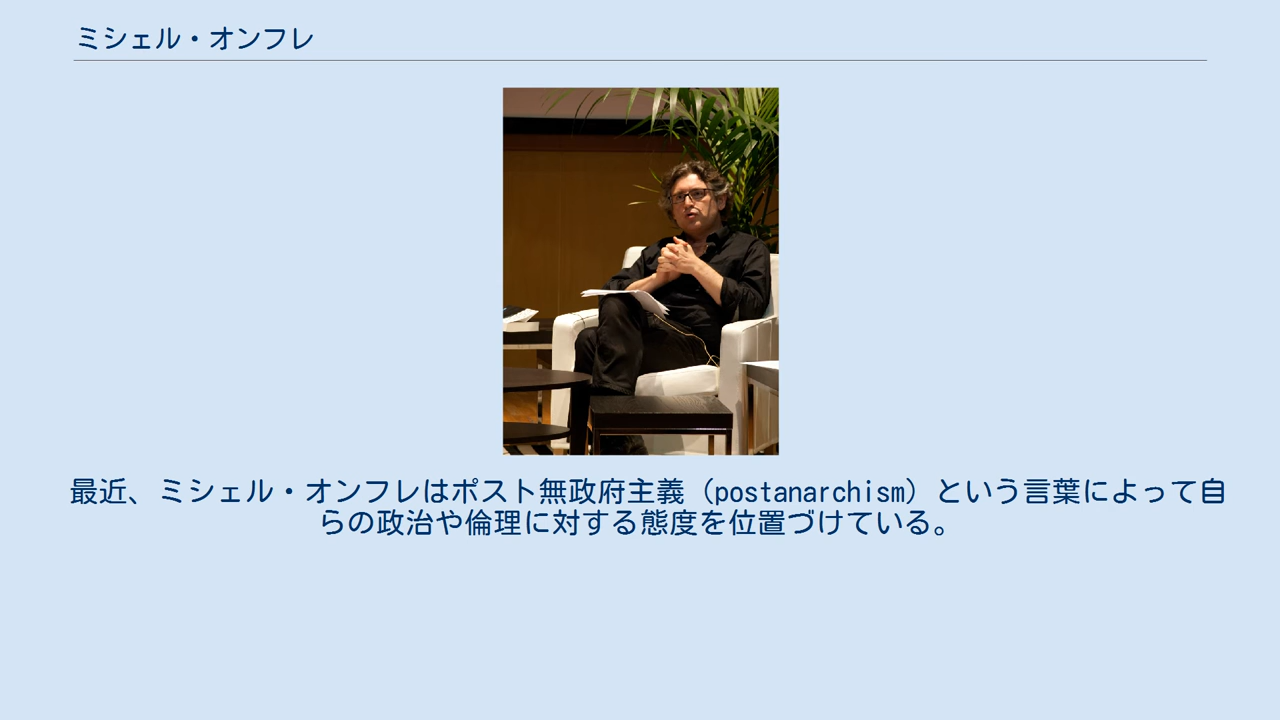 ミシェル・オンフレ
最近、ミシェル・オンフレはポスト無政府主義（postanarchism）という言葉によって自
らの政治や倫理に対する態度を位置づけている。